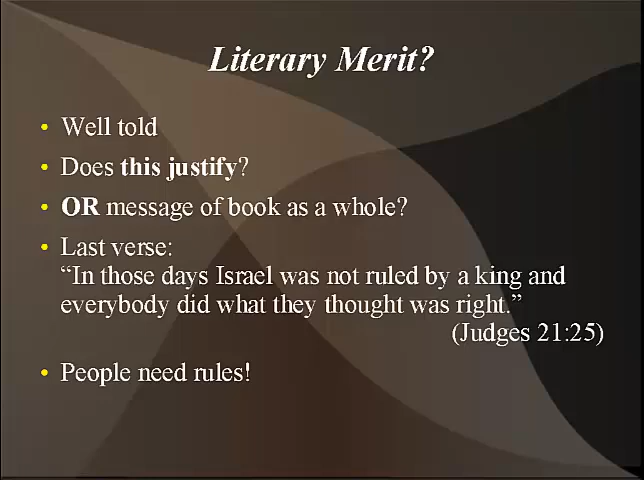 Literary Merit?
• Well told
• Does this justify?
• OR message of book as a whole?
• Last verse:
“In those days Israel was not ruled by a king and
everybody did what they thought was right.”
(Judges 21:25)
• People need rules!